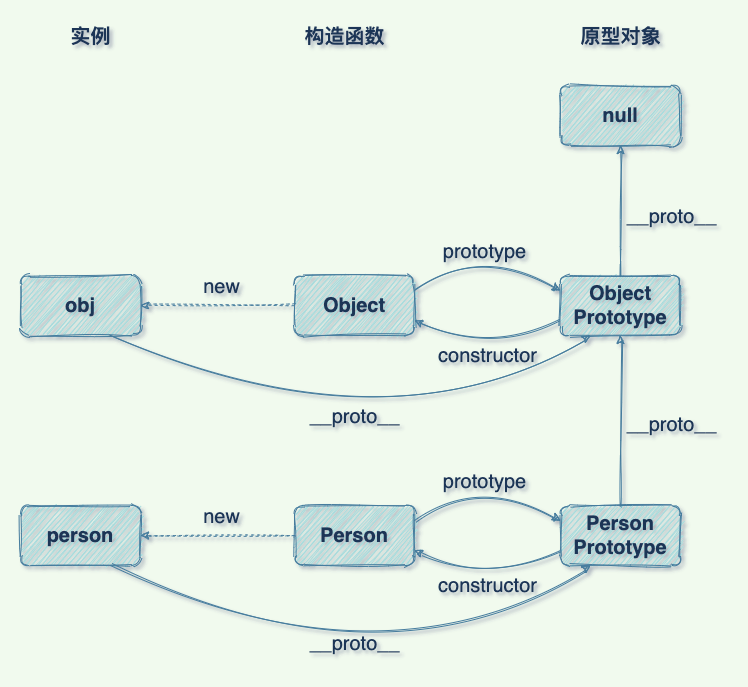 实例
构造函数
原型对象
null
__proto__
prototype
new
obj
Object
Object
Prototype
constructor
__proto__
__proto__
prototype
new
person
Person
Person
Prototype
constructor
__proto__